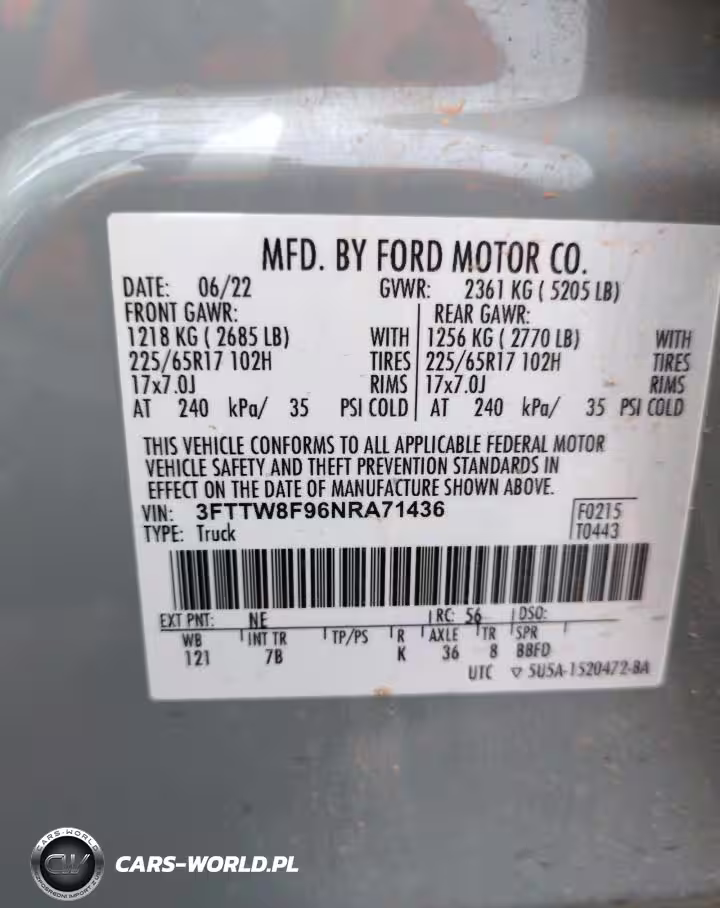 MFD. BY FORD MOTOR CO.
DATE: 06/22 GVWR: 2361 KG ( 5205 LB)
FRONT GAWR: REAR GAWR:
1218 KG ( 2685 LB) WITH 1256 KG ( 2770 LB) WITH
225/65R17 102H TIRES 225/65R17 102H TIRES
17x7.0J RIMS 17x7.0J RIMS
AT 240 kPa/ 35 PSI COLD AT 240 kPa/ 35 PSI COLD
THIS VEHICLE CONFORMS TO ALL APPLICABLE FEDERAL MOTOR
VEHICLE SAFETY AND THEFT PREVENTION STANDARDS IN
EFFECT ON THE DATE OF MANUFACTURE SHOWN ABOVE.
VIN: 3FTTW8F96NRA71436 F0215
TYPE: Truck T0443
EXT PNT: NE RC: 56 DSO:
WB INT TR TP/PS R AXLE TR SPR
121 7B K 36 8 BBFD
UTC ▽ 5U5A-1520472-BA
CARS-WORLD
CW
CARS-WORLD.PL